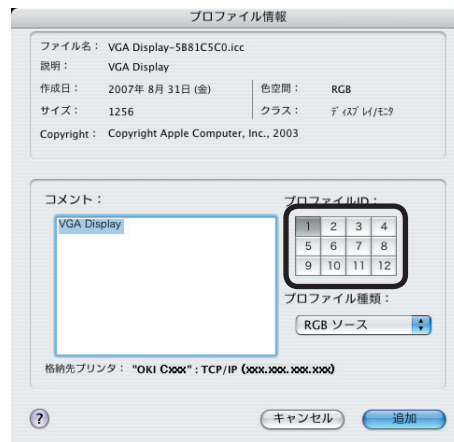 プロファイル情報
ファイル名： VGA Display-5B81C5C0.icc
説明： VGA Display
作成日： 2007年 8月 31日 (金) 色空間： RGB
サイズ： 1256 クラス： ディスプレイ/モニタ
Copyright： Copyright Apple Computer, Inc., 2003
コメント： プロファイルID：
VGA Display
1 2 3 4
5 6 7 8
9 10 11 12
プロファイル種類：
RGB ソース
格納先プリンタ： "OKI Cxxx" : TCP/IP (xxx.xxx.xxx.xxx)
? キャンセル 追加